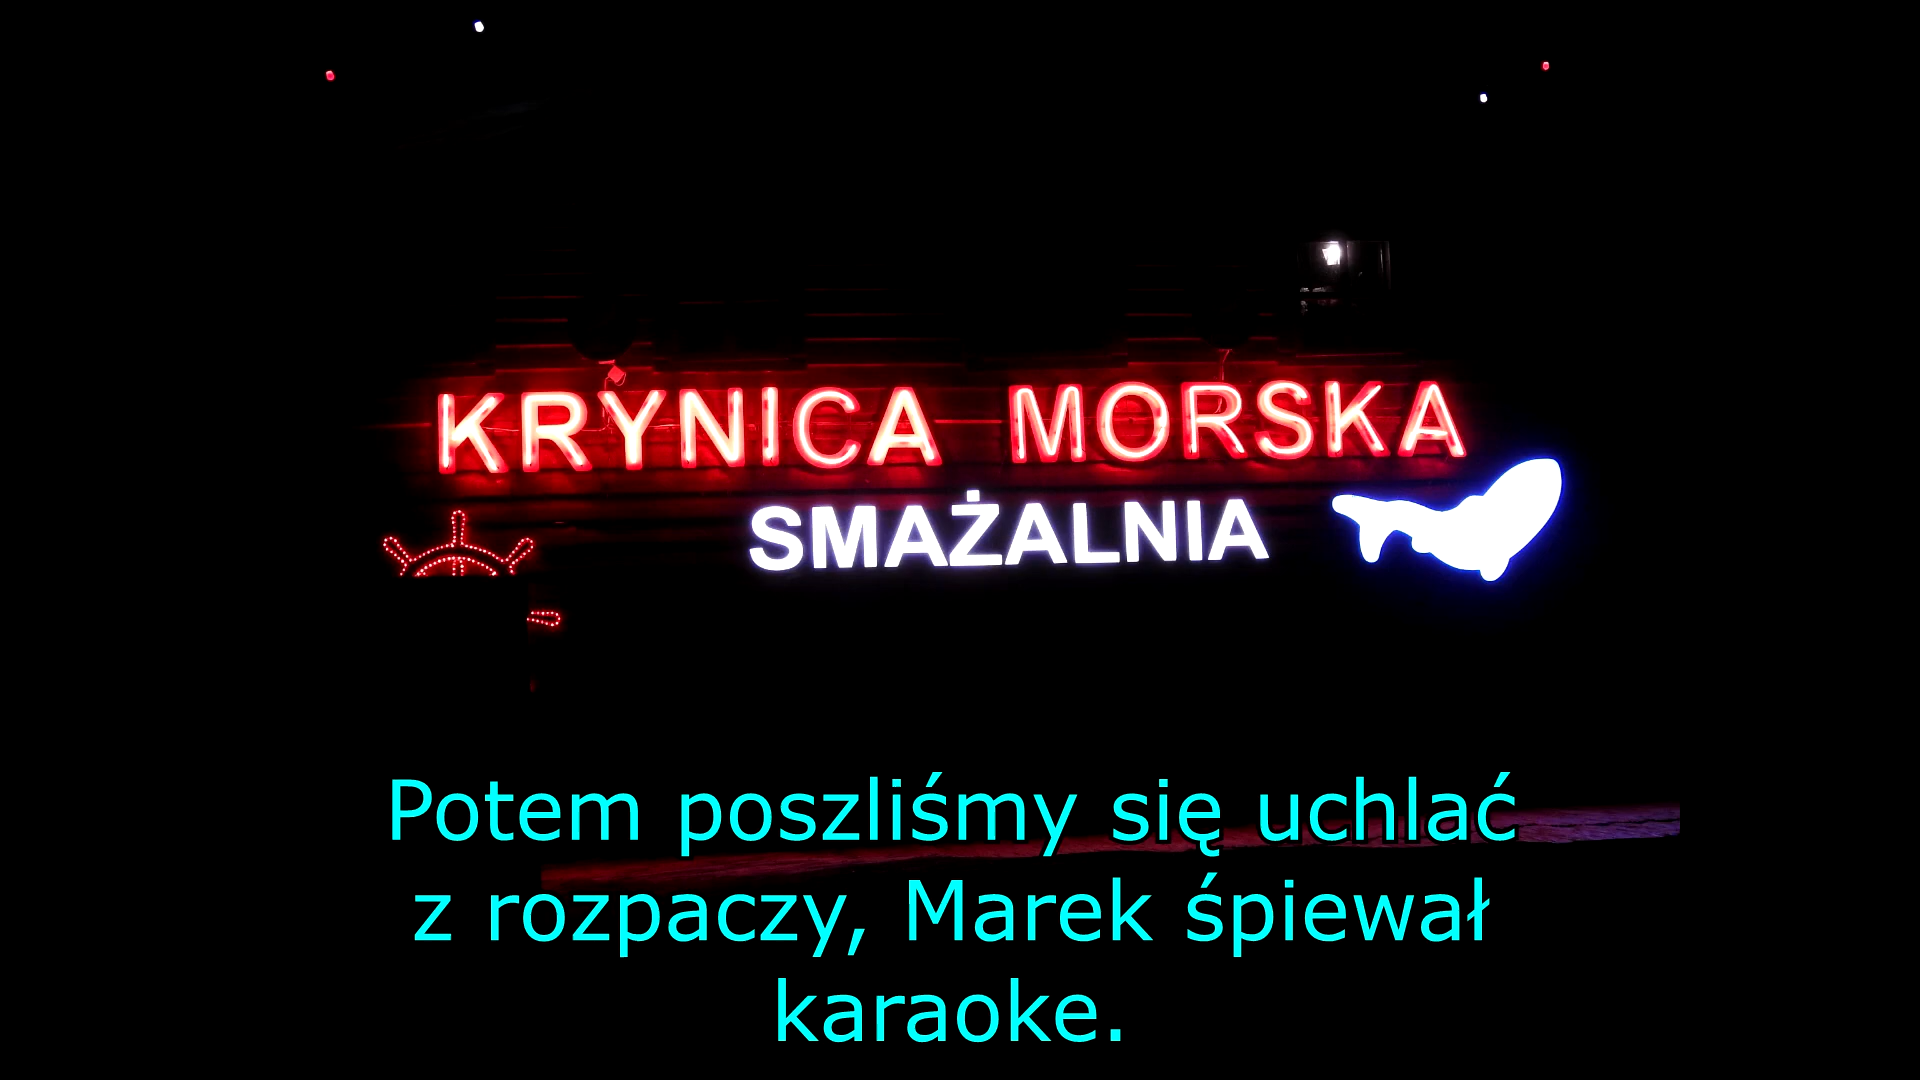 KRYNICA MORSKA
SMAŻALNIA
Potem poszliśmy się uchlać
z rozpaczy, Marek śpiewał
karaoke.